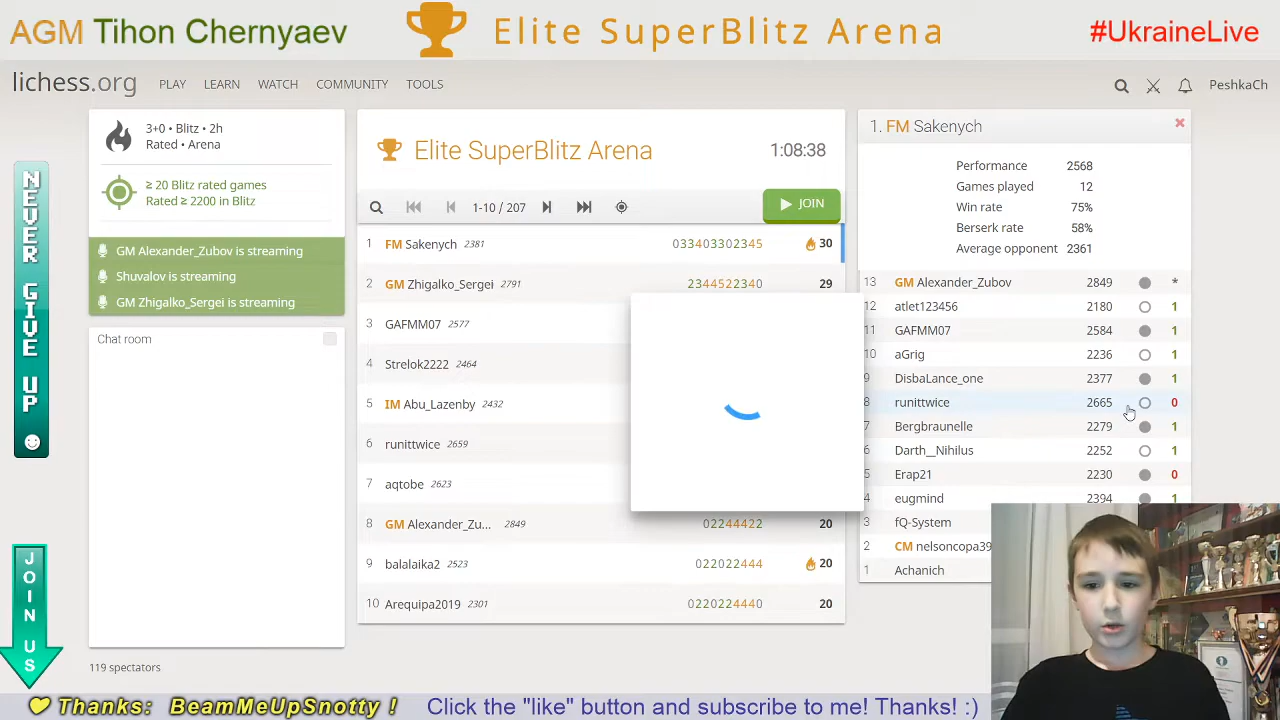 AGM Tihon Chernyaev
Elite SuperBlitz Arena
#UkraineLive
lichess.org PLAY LEARN WATCH COMMUNITY TOOLS PeshkaCh
3+0 • Blitz • 2h
Rated • Arena
≥ 20 Blitz rated games
Rated ≥ 2200 in Blitz
GM Alexander_Zubov is streaming
Shuvalov is streaming
GM Zhigalko_Sergei is streaming
Chat room
119 spectators
NEVER GIVE UP
JOIN US
Elite SuperBlitz Arena 1:08:38
1-10 / 207 JOIN
1 FM Sakenych 2381 033403302345 30
2 GM Zhigalko_Sergei 2791 2344522340 29
3 GAFMM07 2577
4 Strelok2222 2464
5 IM Abu_Lazenby 2432
6 runittwice 2659
7 aqtobe 2623
8 GM Alexander_Zu... 2849 02244422 20
9 balalaika2 2523 022022444 20
10 Arequipa2019 2301 0220224440 20
1. FM Sakenych
Performance 2568
Games played 12
Win rate 75%
Berserk rate 58%
Average opponent 2361
13 GM Alexander_Zubov 2849 *
12 atlet123456 2180 1
11 GAFMM07 2584 1
10 aGrig 2236 1
9 DisbaLance_one 2377 1
8 runittwice 2665 0
7 Bergbraunelle 2279 1
6 Darth__Nihilus 2252 1
5 Erap21 2230 0
4 eugmind 2394 1
3 fQ-System
2 CM nelsoncopa39
1 Achanich
Thanks: BeamMeUpSnotty !
Click the "like" button and subscribe to me! Thanks! :)